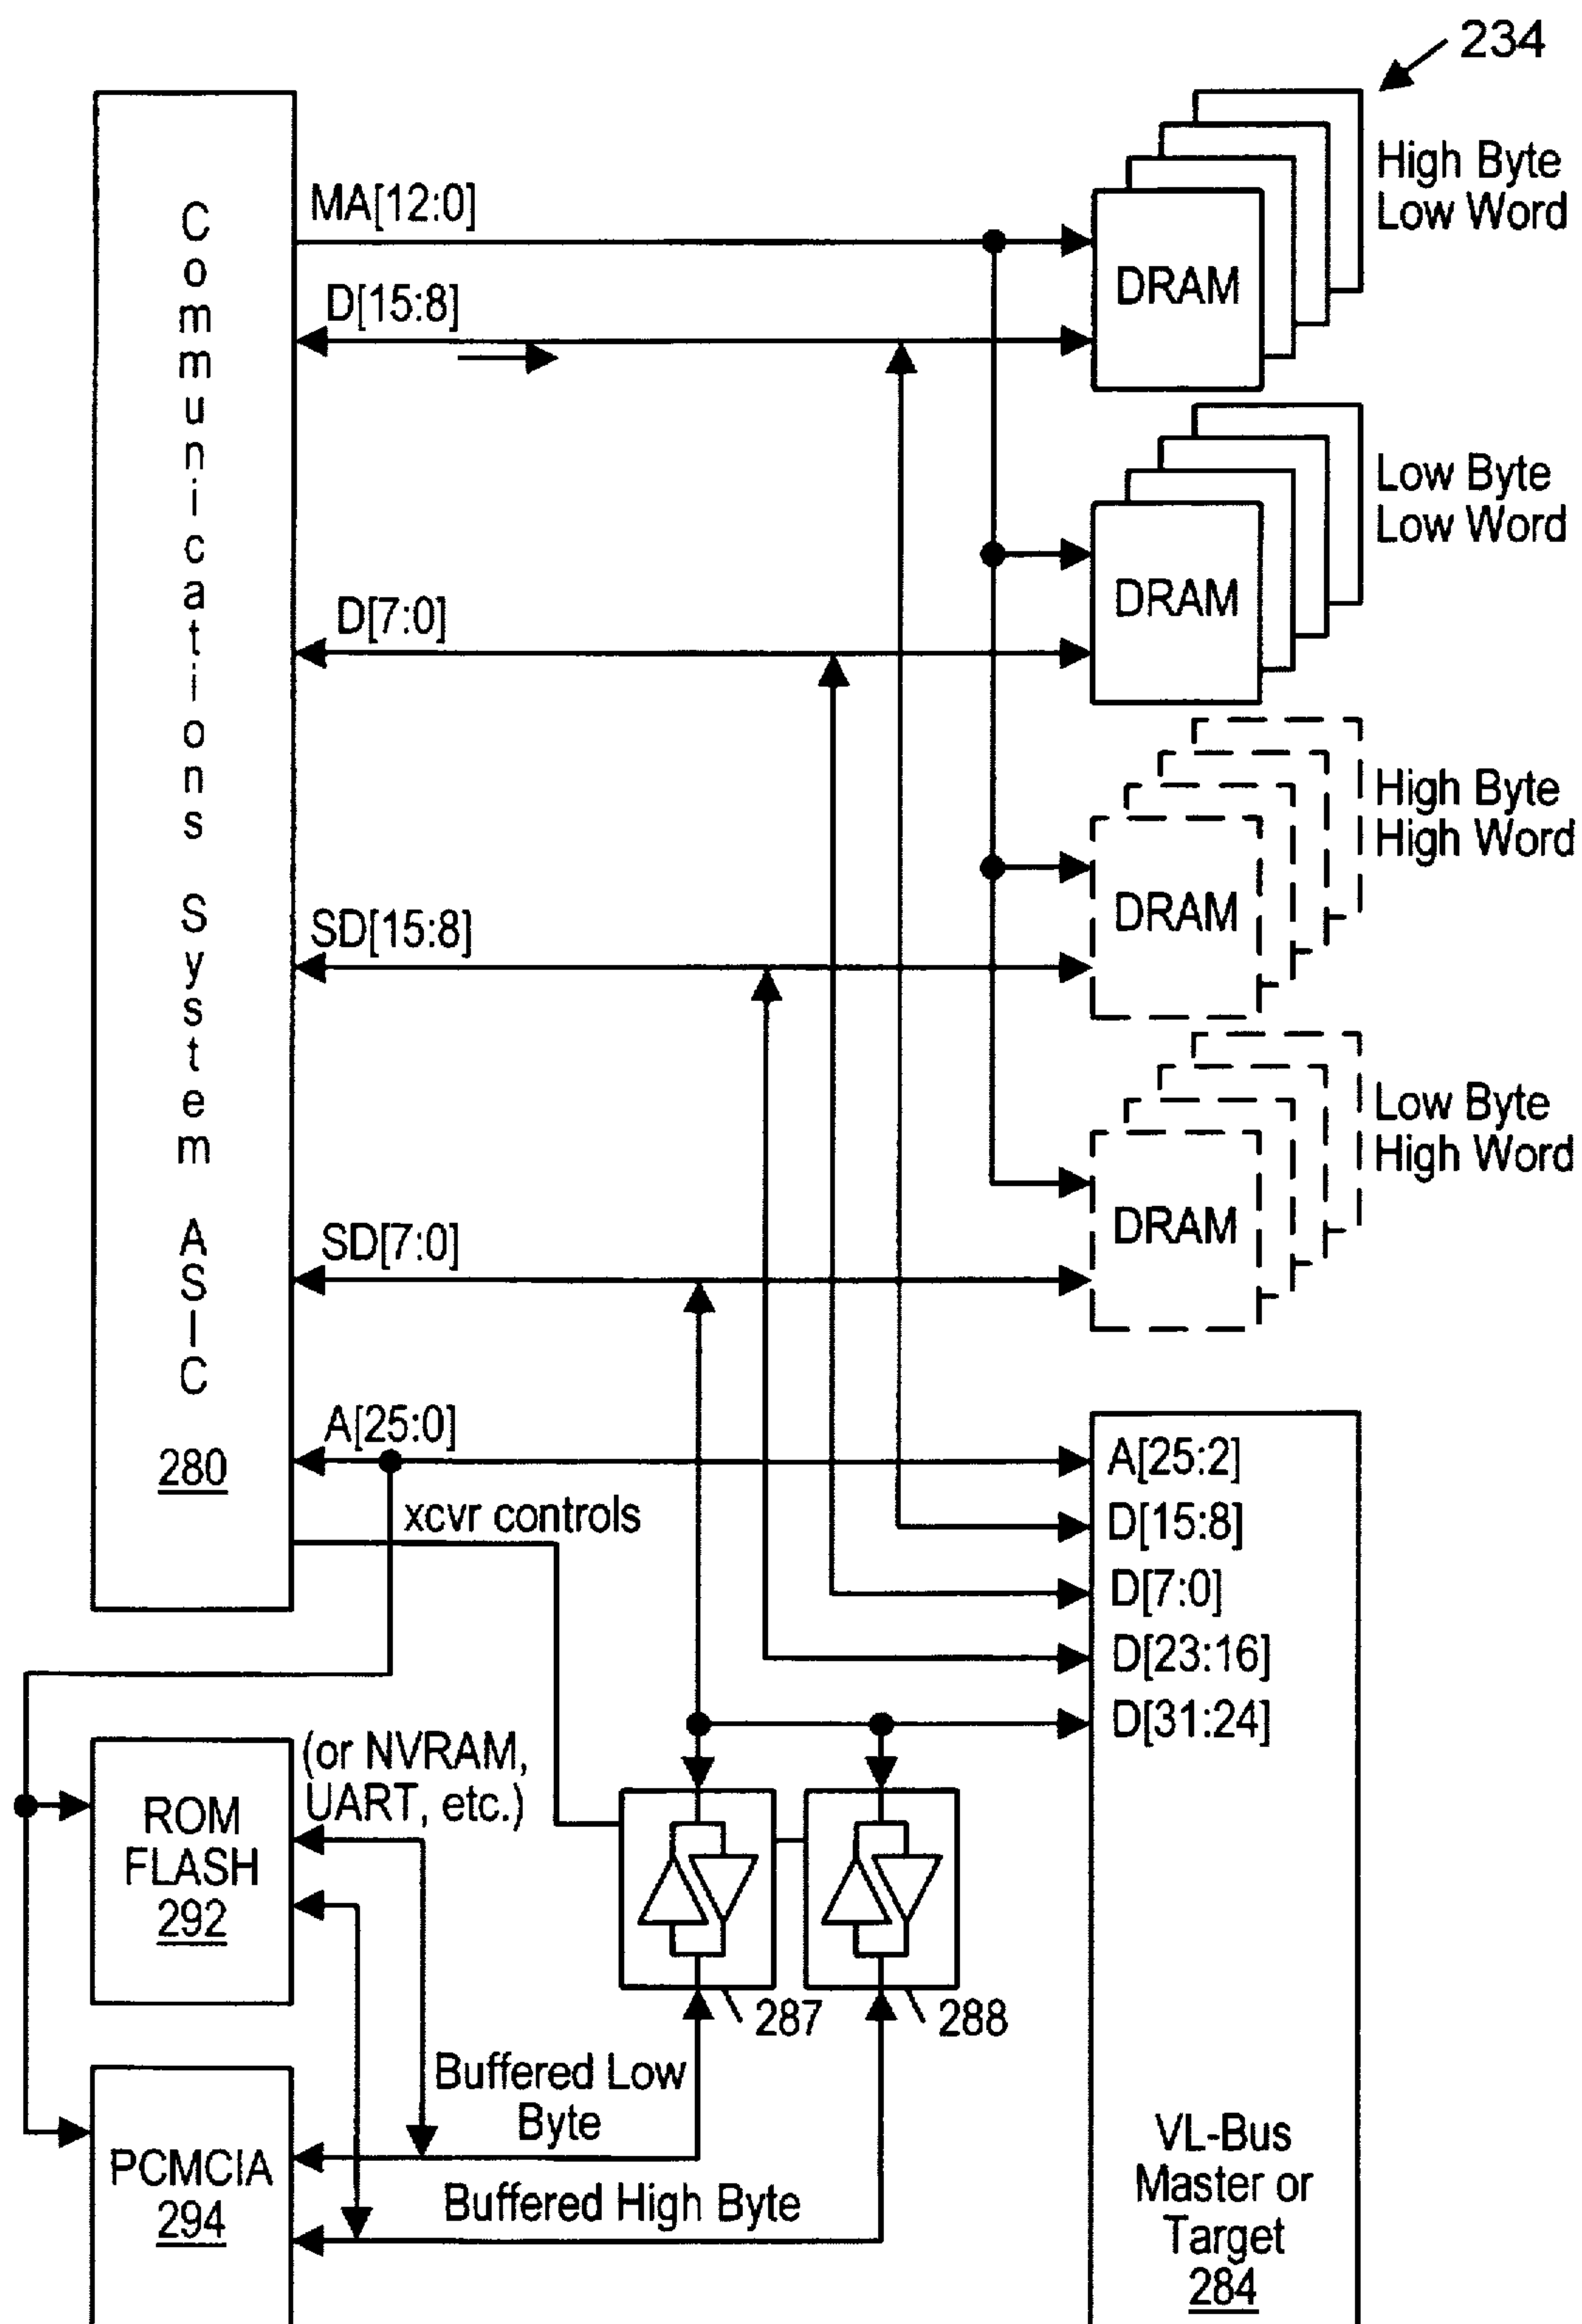 234
High Byte
Low Word
MA[12:0]
D[15:8]
DRAM
Low Byte
Low Word
D[7:0]
DRAM
High Byte
High Word
SD[15:8]
DRAM
Low Byte
High Word
SD[7:0]
DRAM
Communications System ASIC
280
A[25:0]
xcvr controls
A[25:2]
D[15:8]
D[7:0]
D[23:16]
D[31:24]
(or NVRAM,
UART, etc.)
ROM
FLASH
292
287
288
Buffered Low
Byte
PCMCIA
294
Buffered High Byte
VL-Bus
Master or
Target
284